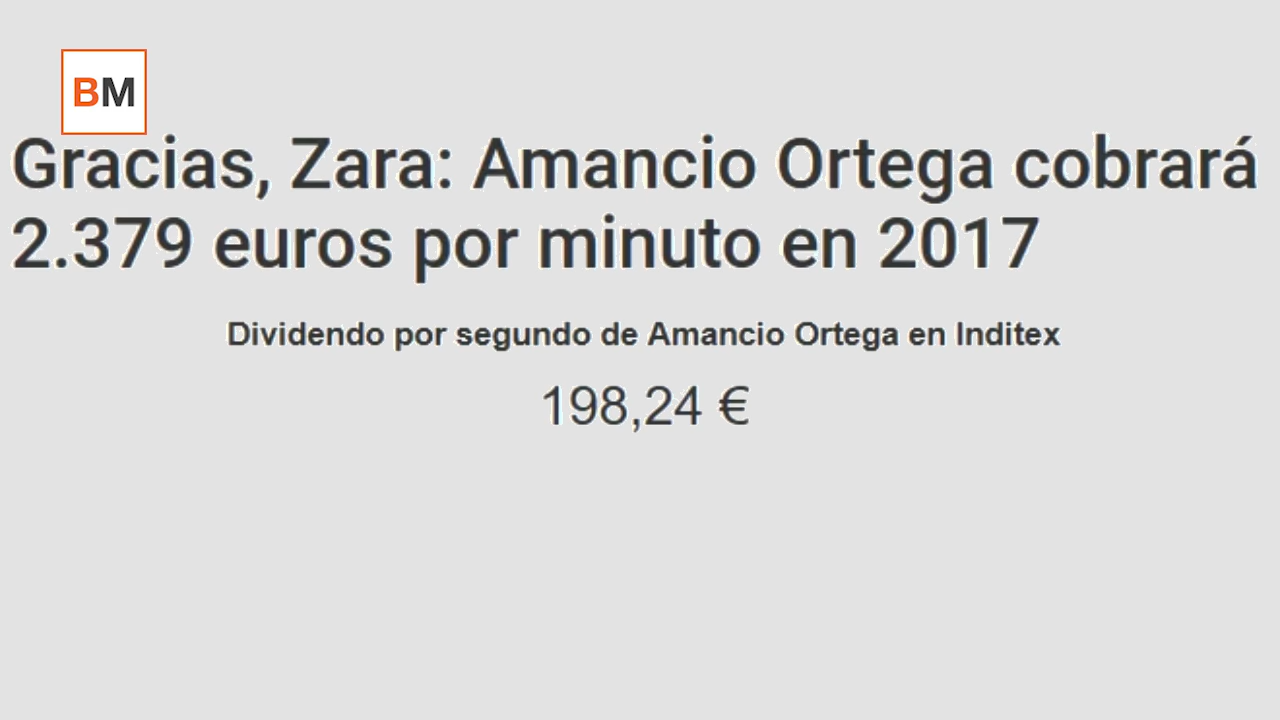 BM
Gracias, Zara: Amancio Ortega cobrará
2.379 euros por minuto en 2017
Dividendo por segundo de Amancio Ortega en Inditex
198,24 €